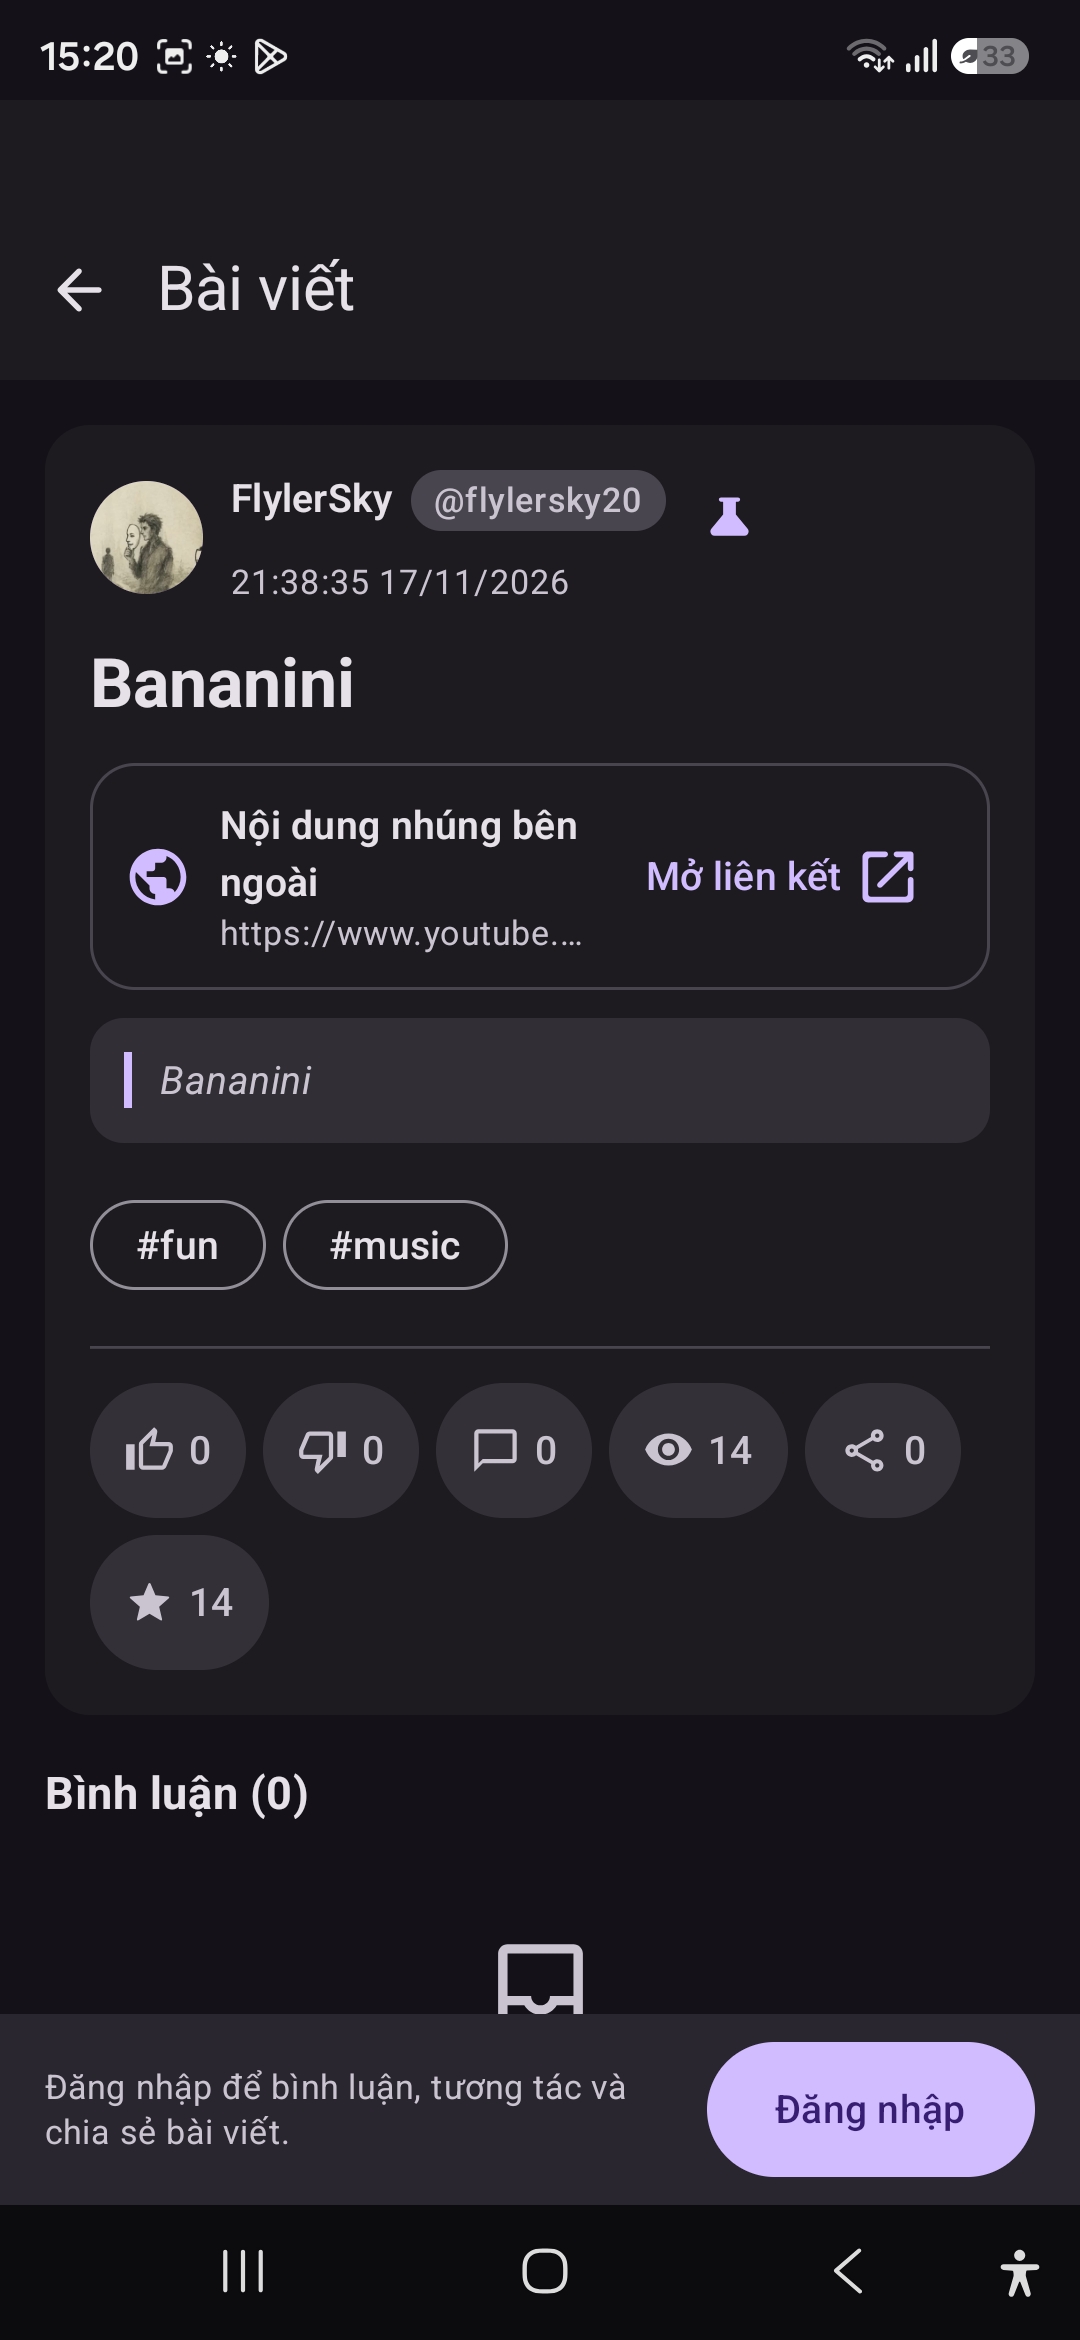 15:20
33
Bài viết
FlylerSky @flylersky20
21:38:35 17/11/2026
Bananini
Nội dung nhúng bên
ngoài
https://www.youtube.…
Mở liên kết
Bananini
#fun #music
0 0 0 14 0
14
Bình luận (0)
Đăng nhập để bình luận, tương tác và
chia sẻ bài viết.
Đăng nhập